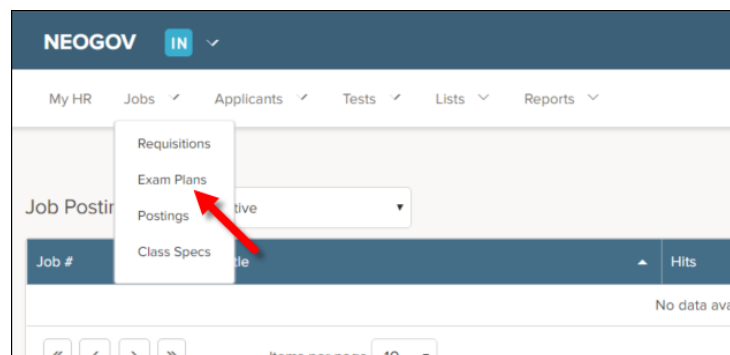 NEOGOV IN
My HR Jobs Applicants Tests Lists Reports
Requisitions
Exam Plans
Job Postin tive
Postings
Class Specs
Job # tle Hits
No data ava
Items per page 10